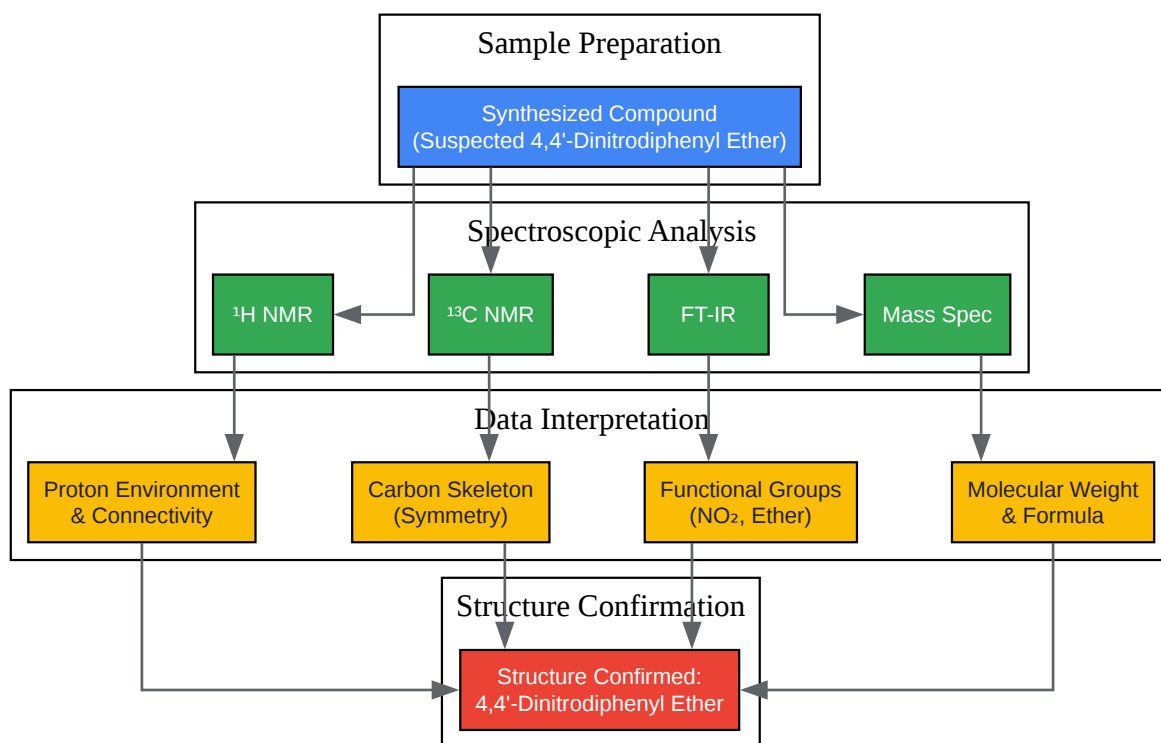 Sample Preparation
Synthesized Compound
(Suspected 4,4'-Dinitrodiphenyl Ether)
Spectroscopic Analysis
¹H NMR
¹³C NMR
FT-IR
Mass Spec
Data Interpretation
Proton Environment
& Connectivity
Carbon Skeleton
(Symmetry)
Functional Groups
(NO₂, Ether)
Molecular Weight
& Formula
Structure Confirmation
Structure Confirmed:
4,4'-Dinitrodiphenyl Ether